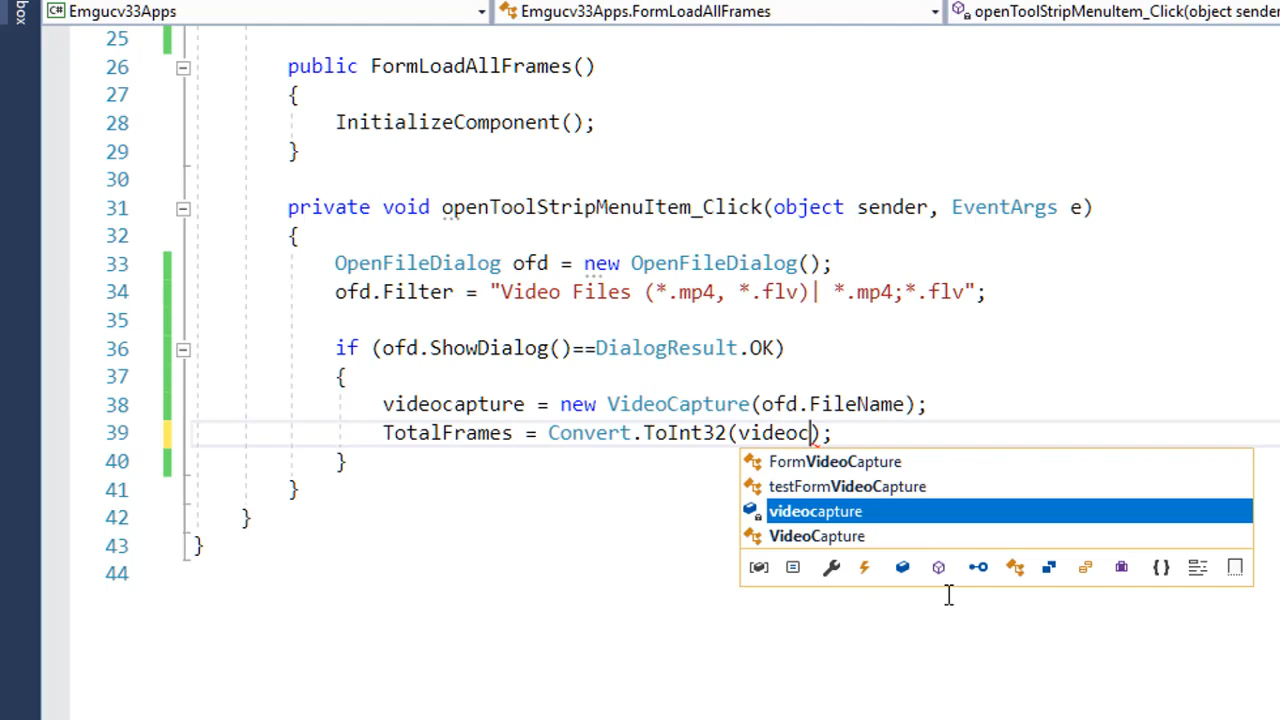 box
C# Emgucv33Apps
Emgucv33Apps.FormLoadAllFrames
openToolStripMenuItem_Click(object sender
25
26 public FormLoadAllFrames()
27 {
28 InitializeComponent();
29 }
30
31 private void openToolStripMenuItem_Click(object sender, EventArgs e)
32 {
33 OpenFileDialog ofd = new OpenFileDialog();
34 ofd.Filter = "Video Files (*.mp4, *.flv)| *.mp4;*.flv";
35
36 if (ofd.ShowDialog()==DialogResult.OK)
37 {
38 videocapture = new VideoCapture(ofd.FileName);
39 TotalFrames = Convert.ToInt32(videoc);
40 }
41 }
42 }
43 }
44
FormVideoCapture
testFormVideoCapture
videocapture
VideoCapture